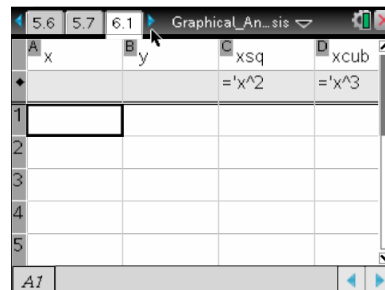 5.6 5.7 6.1 Graphical_An...sis
A x B y C xsq D xcub
='x^2 ='x^3
1
2
3
4
5
A1